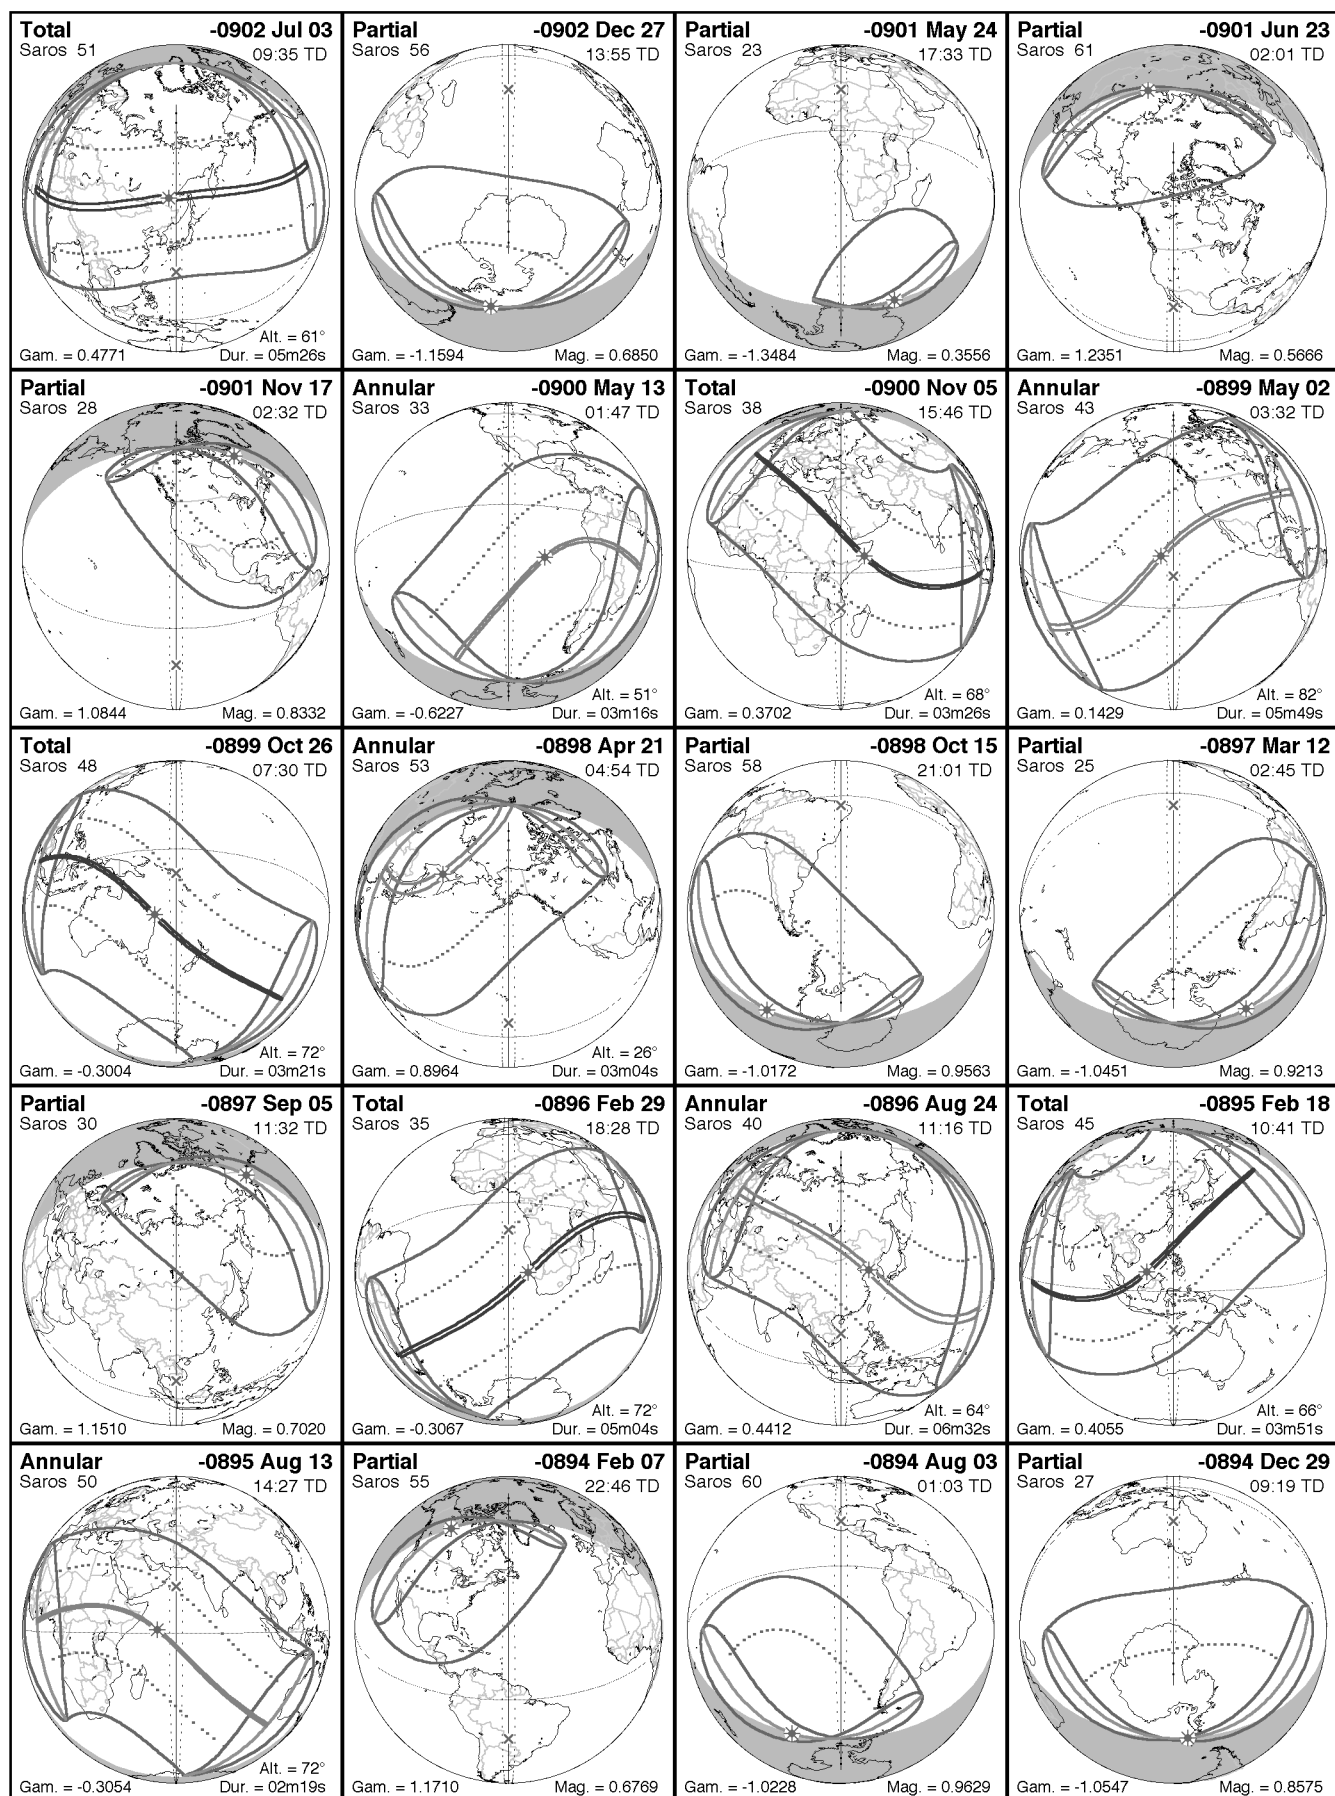 Total -0902 Jul 03
Saros 51 09:35 TD
Alt. = 61°
Gam. = 0.4771 Dur. = 05m26s
Partial -0902 Dec 27
Saros 56 13:55 TD
Gam. = -1.1594 Mag. = 0.6850
Partial -0901 May 24
Saros 23 17:33 TD
Gam. = -1.3484 Mag. = 0.3556
Partial -0901 Jun 23
Saros 61 02:01 TD
Gam. = 1.2351 Mag. = 0.5666
Partial -0901 Nov 17
Saros 28 02:32 TD
Gam. = 1.0844 Mag. = 0.8332
Annular -0900 May 13
Saros 33 01:47 TD
Alt. = 51°
Gam. = -0.6227 Dur. = 03m16s
Total -0900 Nov 05
Saros 38 15:46 TD
Alt. = 68°
Gam. = 0.3702 Dur. = 03m26s
Annular -0899 May 02
Saros 43 03:32 TD
Alt. = 82°
Gam. = 0.1429 Dur. = 05m49s
Total -0899 Oct 26
Saros 48 07:30 TD
Alt. = 72°
Gam. = -0.3004 Dur. = 03m21s
Annular -0898 Apr 21
Saros 53 04:54 TD
Alt. = 26°
Gam. = 0.8964 Dur. = 03m04s
Partial -0898 Oct 15
Saros 58 21:01 TD
Gam. = -1.0172 Mag. = 0.9563
Partial -0897 Mar 12
Saros 25 02:45 TD
Gam. = -1.0451 Mag. = 0.9213
Partial -0897 Sep 05
Saros 30 11:32 TD
Gam. = 1.1510 Mag. = 0.7020
Total -0896 Feb 29
Saros 35 18:28 TD
Alt. = 72°
Gam. = -0.3067 Dur. = 05m04s
Annular -0896 Aug 24
Saros 40 11:16 TD
Alt. = 64°
Gam. = 0.4412 Dur. = 06m32s
Total -0895 Feb 18
Saros 45 10:41 TD
Alt. = 66°
Gam. = 0.4055 Dur. = 03m51s
Annular -0895 Aug 13
Saros 50 14:27 TD
Alt. = 72°
Gam. = -0.3054 Dur. = 02m19s
Partial -0894 Feb 07
Saros 55 22:46 TD
Gam. = 1.1710 Mag. = 0.6769
Partial -0894 Aug 03
Saros 60 01:03 TD
Gam. = -1.0228 Mag. = 0.9629
Partial -0894 Dec 29
Saros 27 09:19 TD
Gam. = -1.0547 Mag. = 0.8575